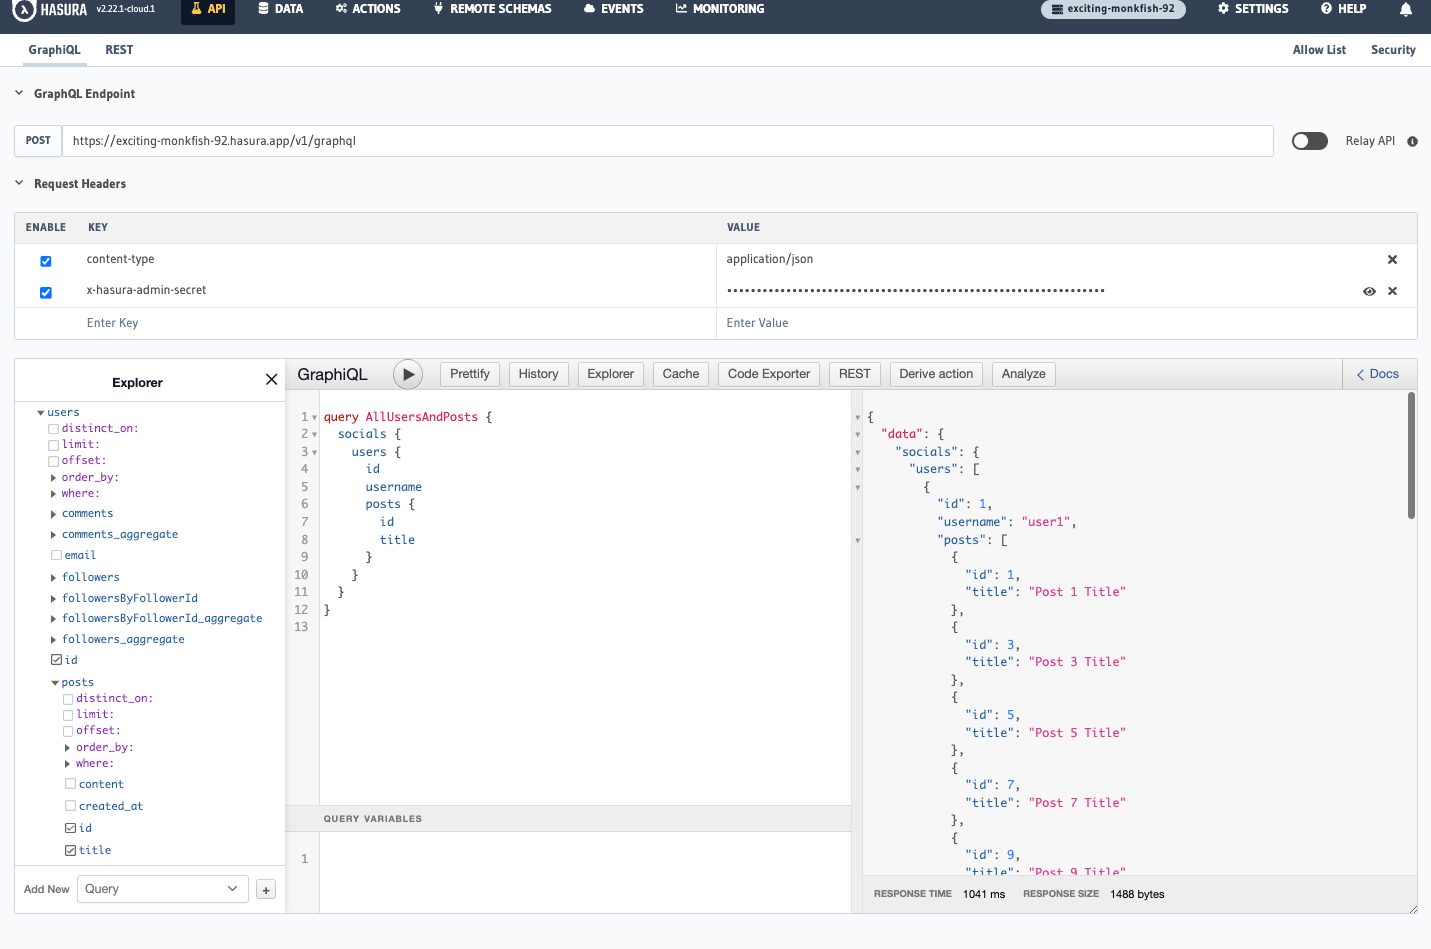 HASURA v2.22.1-cloud.1 API DATA ACTIONS REMOTE SCHEMAS EVENTS MONITORING exciting-monkfish-92 SETTINGS HELP
GraphiQL REST Allow List Security
GraphQL Endpoint
POST https://exciting-monkfish-92.hasura.app/v1/graphql Relay API
Request Headers
ENABLE KEY VALUE
content-type application/json
x-hasura-admin-secret ••••••••••••••••••••••••••••••••••••••••••••••••••••••••••••••••
Enter Key Enter Value
Explorer
users
distinct_on:
limit:
offset:
order_by:
where:
comments
comments_aggregate
email
followers
followersByFollowerId
followersByFollowerId_aggregate
followers_aggregate
id
posts
distinct_on:
limit:
offset:
order_by:
where:
content
created_at
id
title
Add New Query +
GraphiQL Prettify History Explorer Cache Code Exporter REST Derive action Analyze Docs
1 query AllUsersAndPosts {
2 socials {
3 users {
4 id
5 username
6 posts {
7 id
8 title
9 }
10 }
11 }
12 }
13
QUERY VARIABLES
1
{
"data": {
"socials": {
"users": [
{
"id": 1,
"username": "user1",
"posts": [
{
"id": 1,
"title": "Post 1 Title"
},
{
"id": 3,
"title": "Post 3 Title"
},
{
"id": 5,
"title": "Post 5 Title"
},
{
"id": 7,
"title": "Post 7 Title"
},
{
"id": 9,
"title": "Post 9 Title"
RESPONSE TIME 1041 ms RESPONSE SIZE 1488 bytes